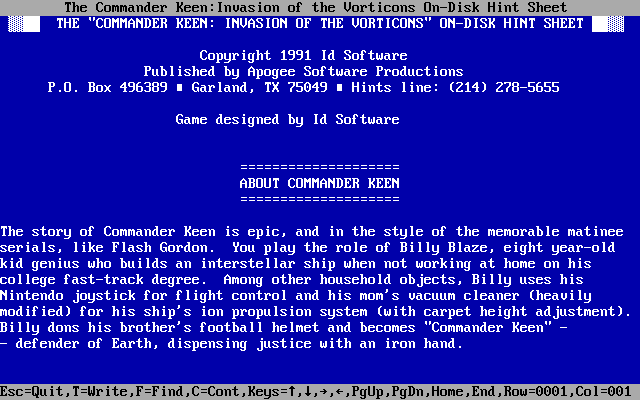 The Commander Keen:Invasion of the Vorticons On-Disk Hint Sheet
THE "COMMANDER KEEN: INVASION OF THE VORTICONS" ON-DISK HINT SHEET
Copyright 1991 Id Software
Published by Apogee Software Productions
P.O. Box 496389 ■ Garland, TX 75049 ■ Hints line: (214) 278-5655
Game designed by Id Software
====================
ABOUT COMMANDER KEEN
====================
The story of Commander Keen is epic, and in the style of the memorable matinee
serials, like Flash Gordon.  You play the role of Billy Blaze, eight year-old
kid genius who builds an interstellar ship when not working at home on his
college fast-track degree.  Among other household objects, Billy uses his
Nintendo joystick for flight control and his mom's vacuum cleaner (heavily
modified) for his ship's ion propulsion system (with carpet height adjustment).
Billy dons his brother's football helmet and becomes "Commander Keen" -
- defender of Earth, dispensing justice with an iron hand.
Esc=Quit,T=Write,F=Find,C=Cont,Keys=↑,↓,→,←,PgUp,PgDn,Home,End,Row=0001,Col=001